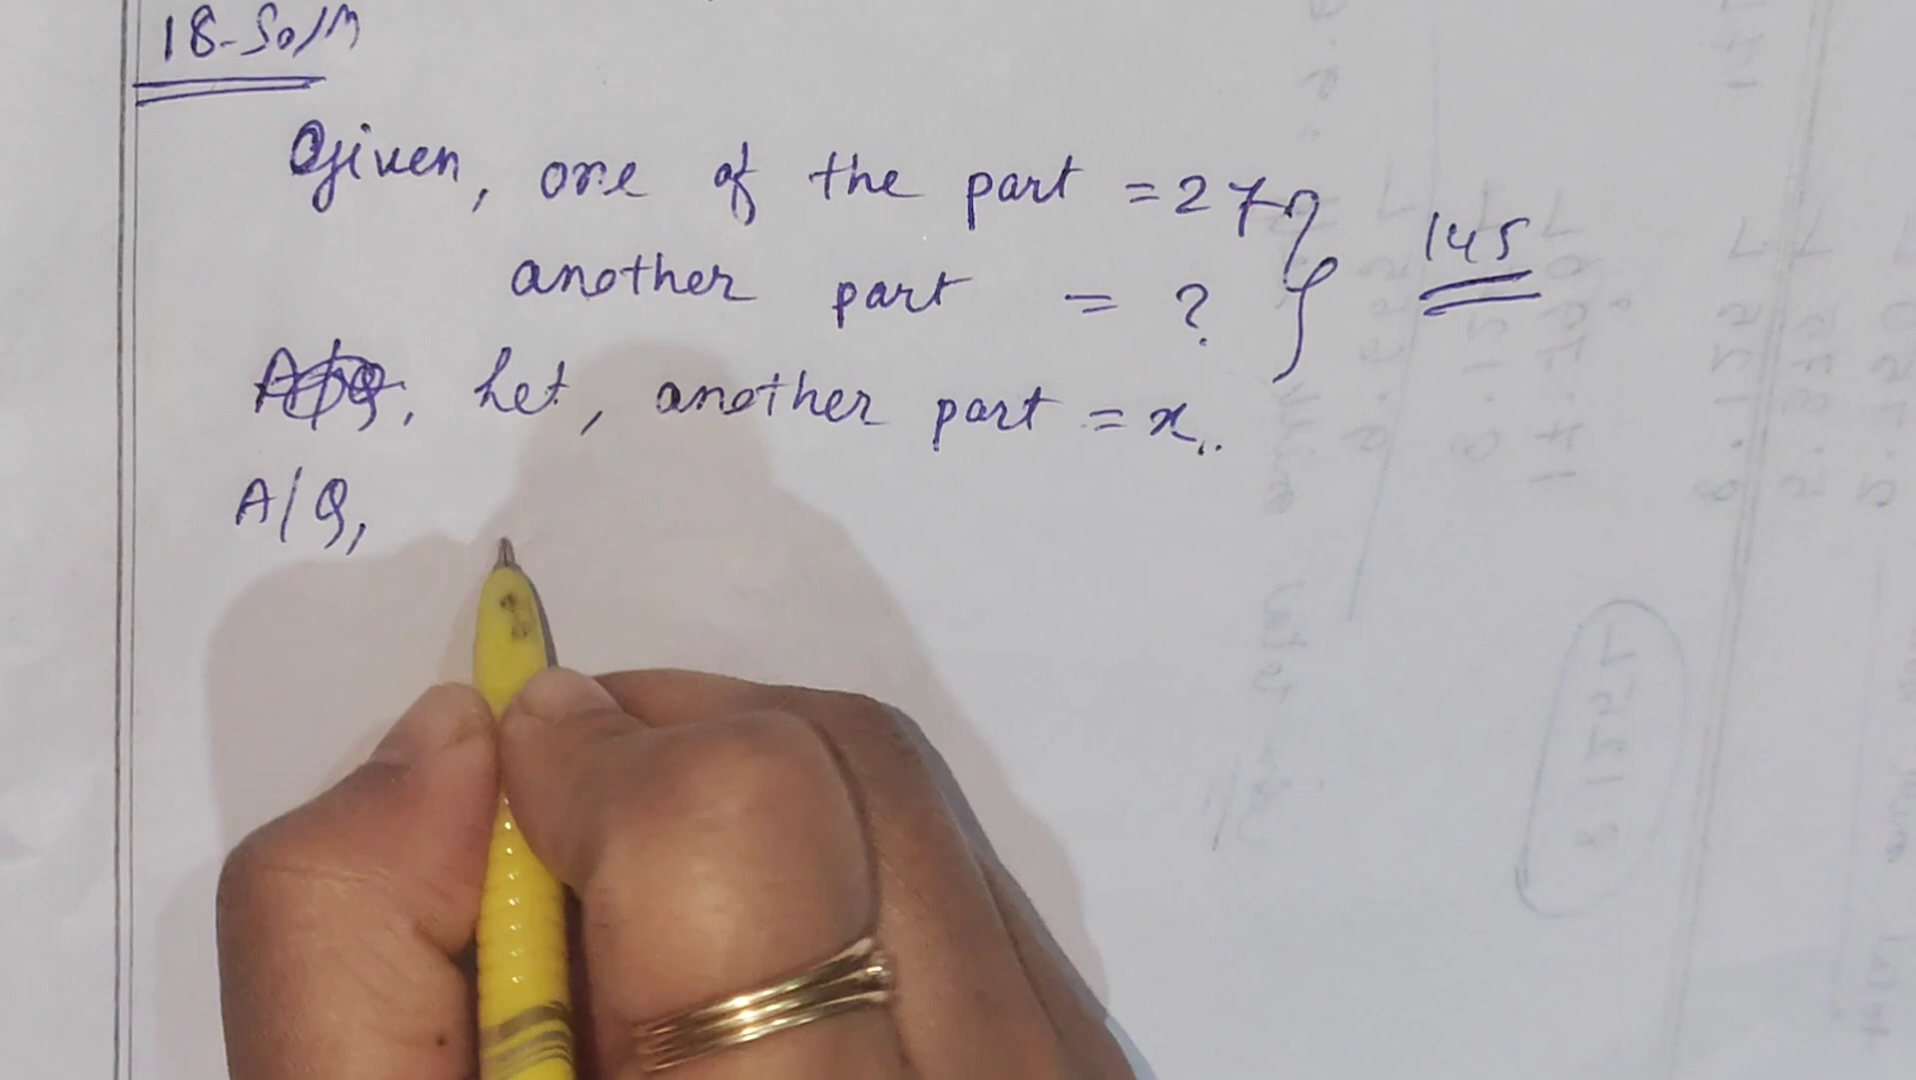 18-Soln
Given, one of the part = 27
another part = ? } 145
A/Q, Let, another part = x.
A/Q,